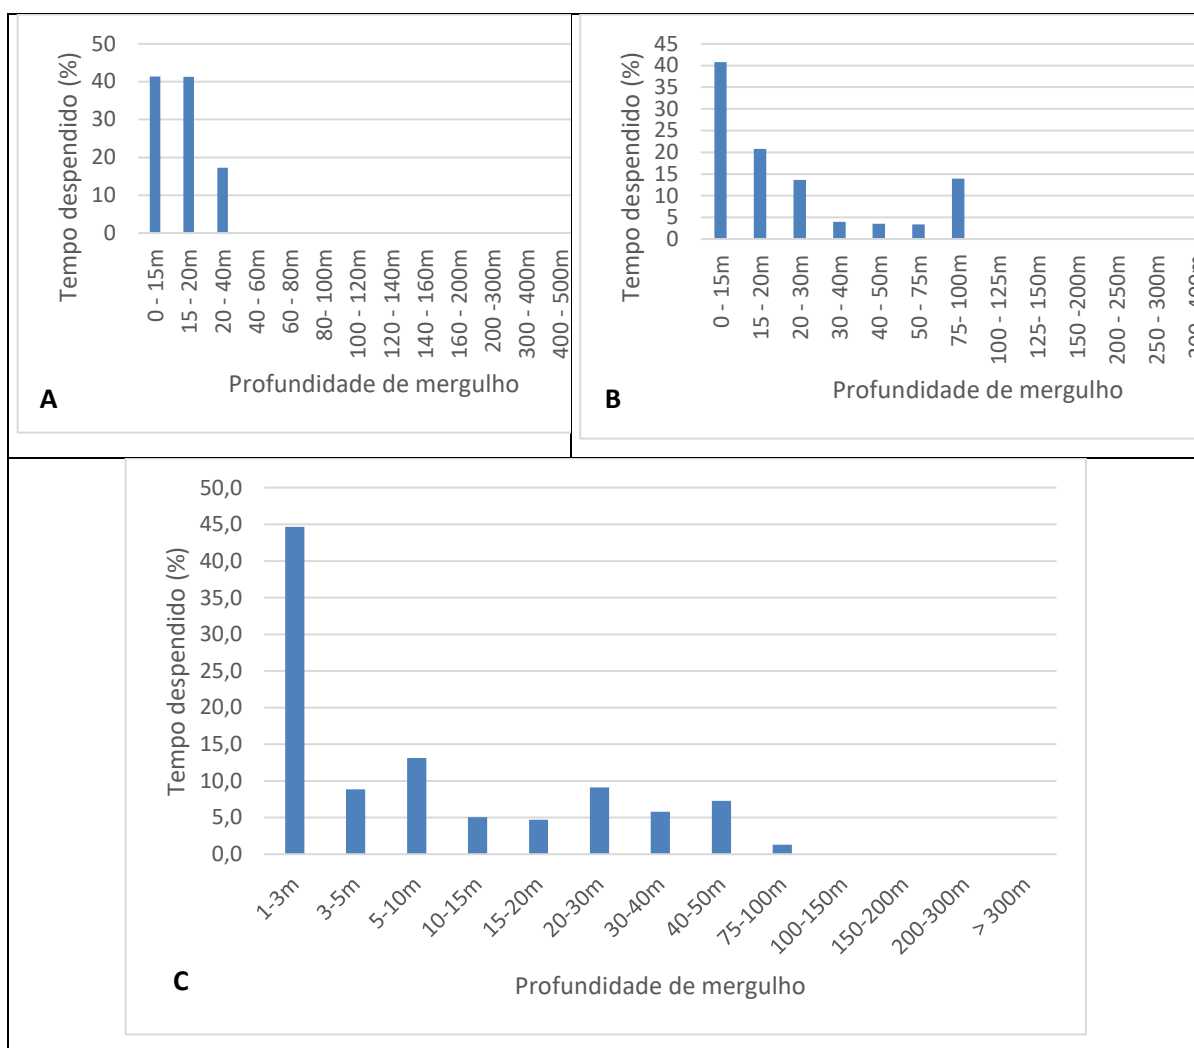 50
40
30
20
10
0
Tempo despendido (%)
0 - 15m
15 - 20m
20 - 40m
40 - 60m
60 - 80m
80- 100m
100 - 120m
120 - 140m
140 - 160m
160 - 200m
200 -300m
300 - 400m
400 - 500m
Profundidade de mergulho
A
45
40
35
30
25
20
15
10
5
0
Tempo despendido (%)
0 - 15m
15 - 20m
20 - 30m
30 - 40m
40 - 50m
50 - 75m
75- 100m
100 - 125m
125- 150m
150 -200m
200 - 250m
250 - 300m
Profundidade de mergulho
B
50,0
45,0
40,0
35,0
30,0
25,0
20,0
15,0
10,0
5,0
0,0
Tempo despendido (%)
1-3m
3-5m
5-10m
10-15m
15-20m
20-30m
30-40m
40-50m
75-100m
100-150m
150-200m
200-300m
> 300m
Profundidade de mergulho
C